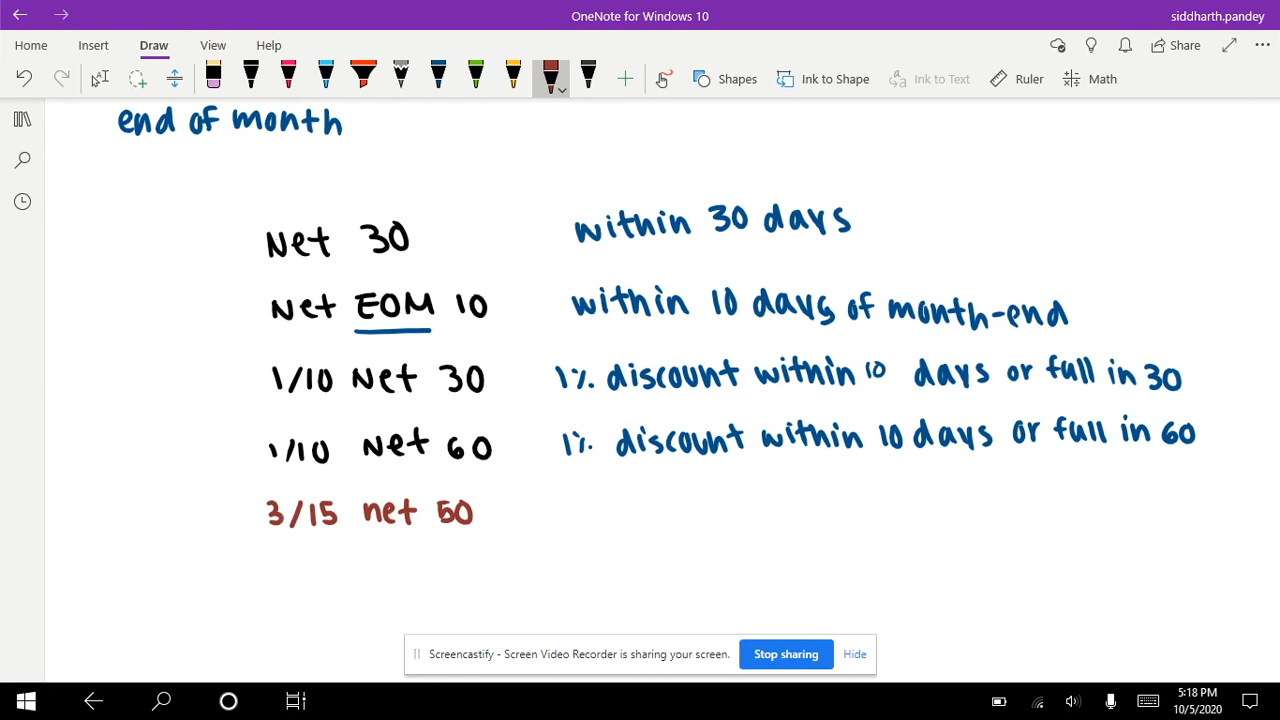 OneNote for Windows 10
siddharth.pandey
Home Insert Draw View Help
Share
Shapes Ink to Shape Ink to Text Ruler Math
end of month
Net 30 within 30 days
Net EOM 10 within 10 days of month-end
1/10 Net 30 1% discount within 10 days or full in 30
1/10 Net 60 1% discount within 10 days or full in 60
3/15 net 50
Screencastify - Screen Video Recorder is sharing your screen. Stop sharing Hide
5:18 PM
10/5/2020